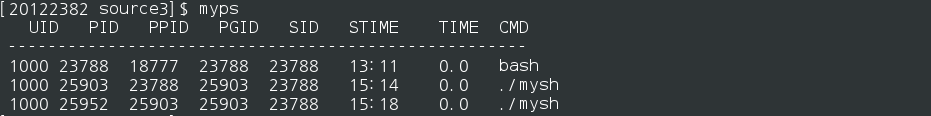 [20122382 source3]$ myps
UID PID PPID PGID SID STIME TIME CMD
-----------------------------------------------------
1000 23788 18777 23788 23788 13:11 0.0 bash
1000 25903 23788 25903 23788 15:14 0.0 ./mysh
1000 25952 25903 25903 23788 15:18 0.0 ./mysh